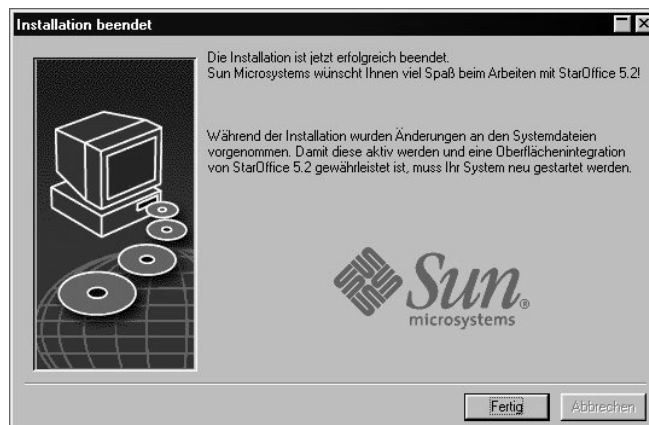 Installation beendet
Die Installation ist jetzt erfolgreich beendet.
Sun Microsystems wünscht Ihnen viel Spaß beim Arbeiten mit StarOffice 5.2!
Während der Installation wurden Änderungen an den Systemdateien
vorgenommen. Damit diese aktiv werden und eine Oberflächenintegration
von StarOffice 5.2 gewährleistet ist, muss Ihr System neu gestartet werden.
Sun®
microsystems
Fertig
Abbrechen